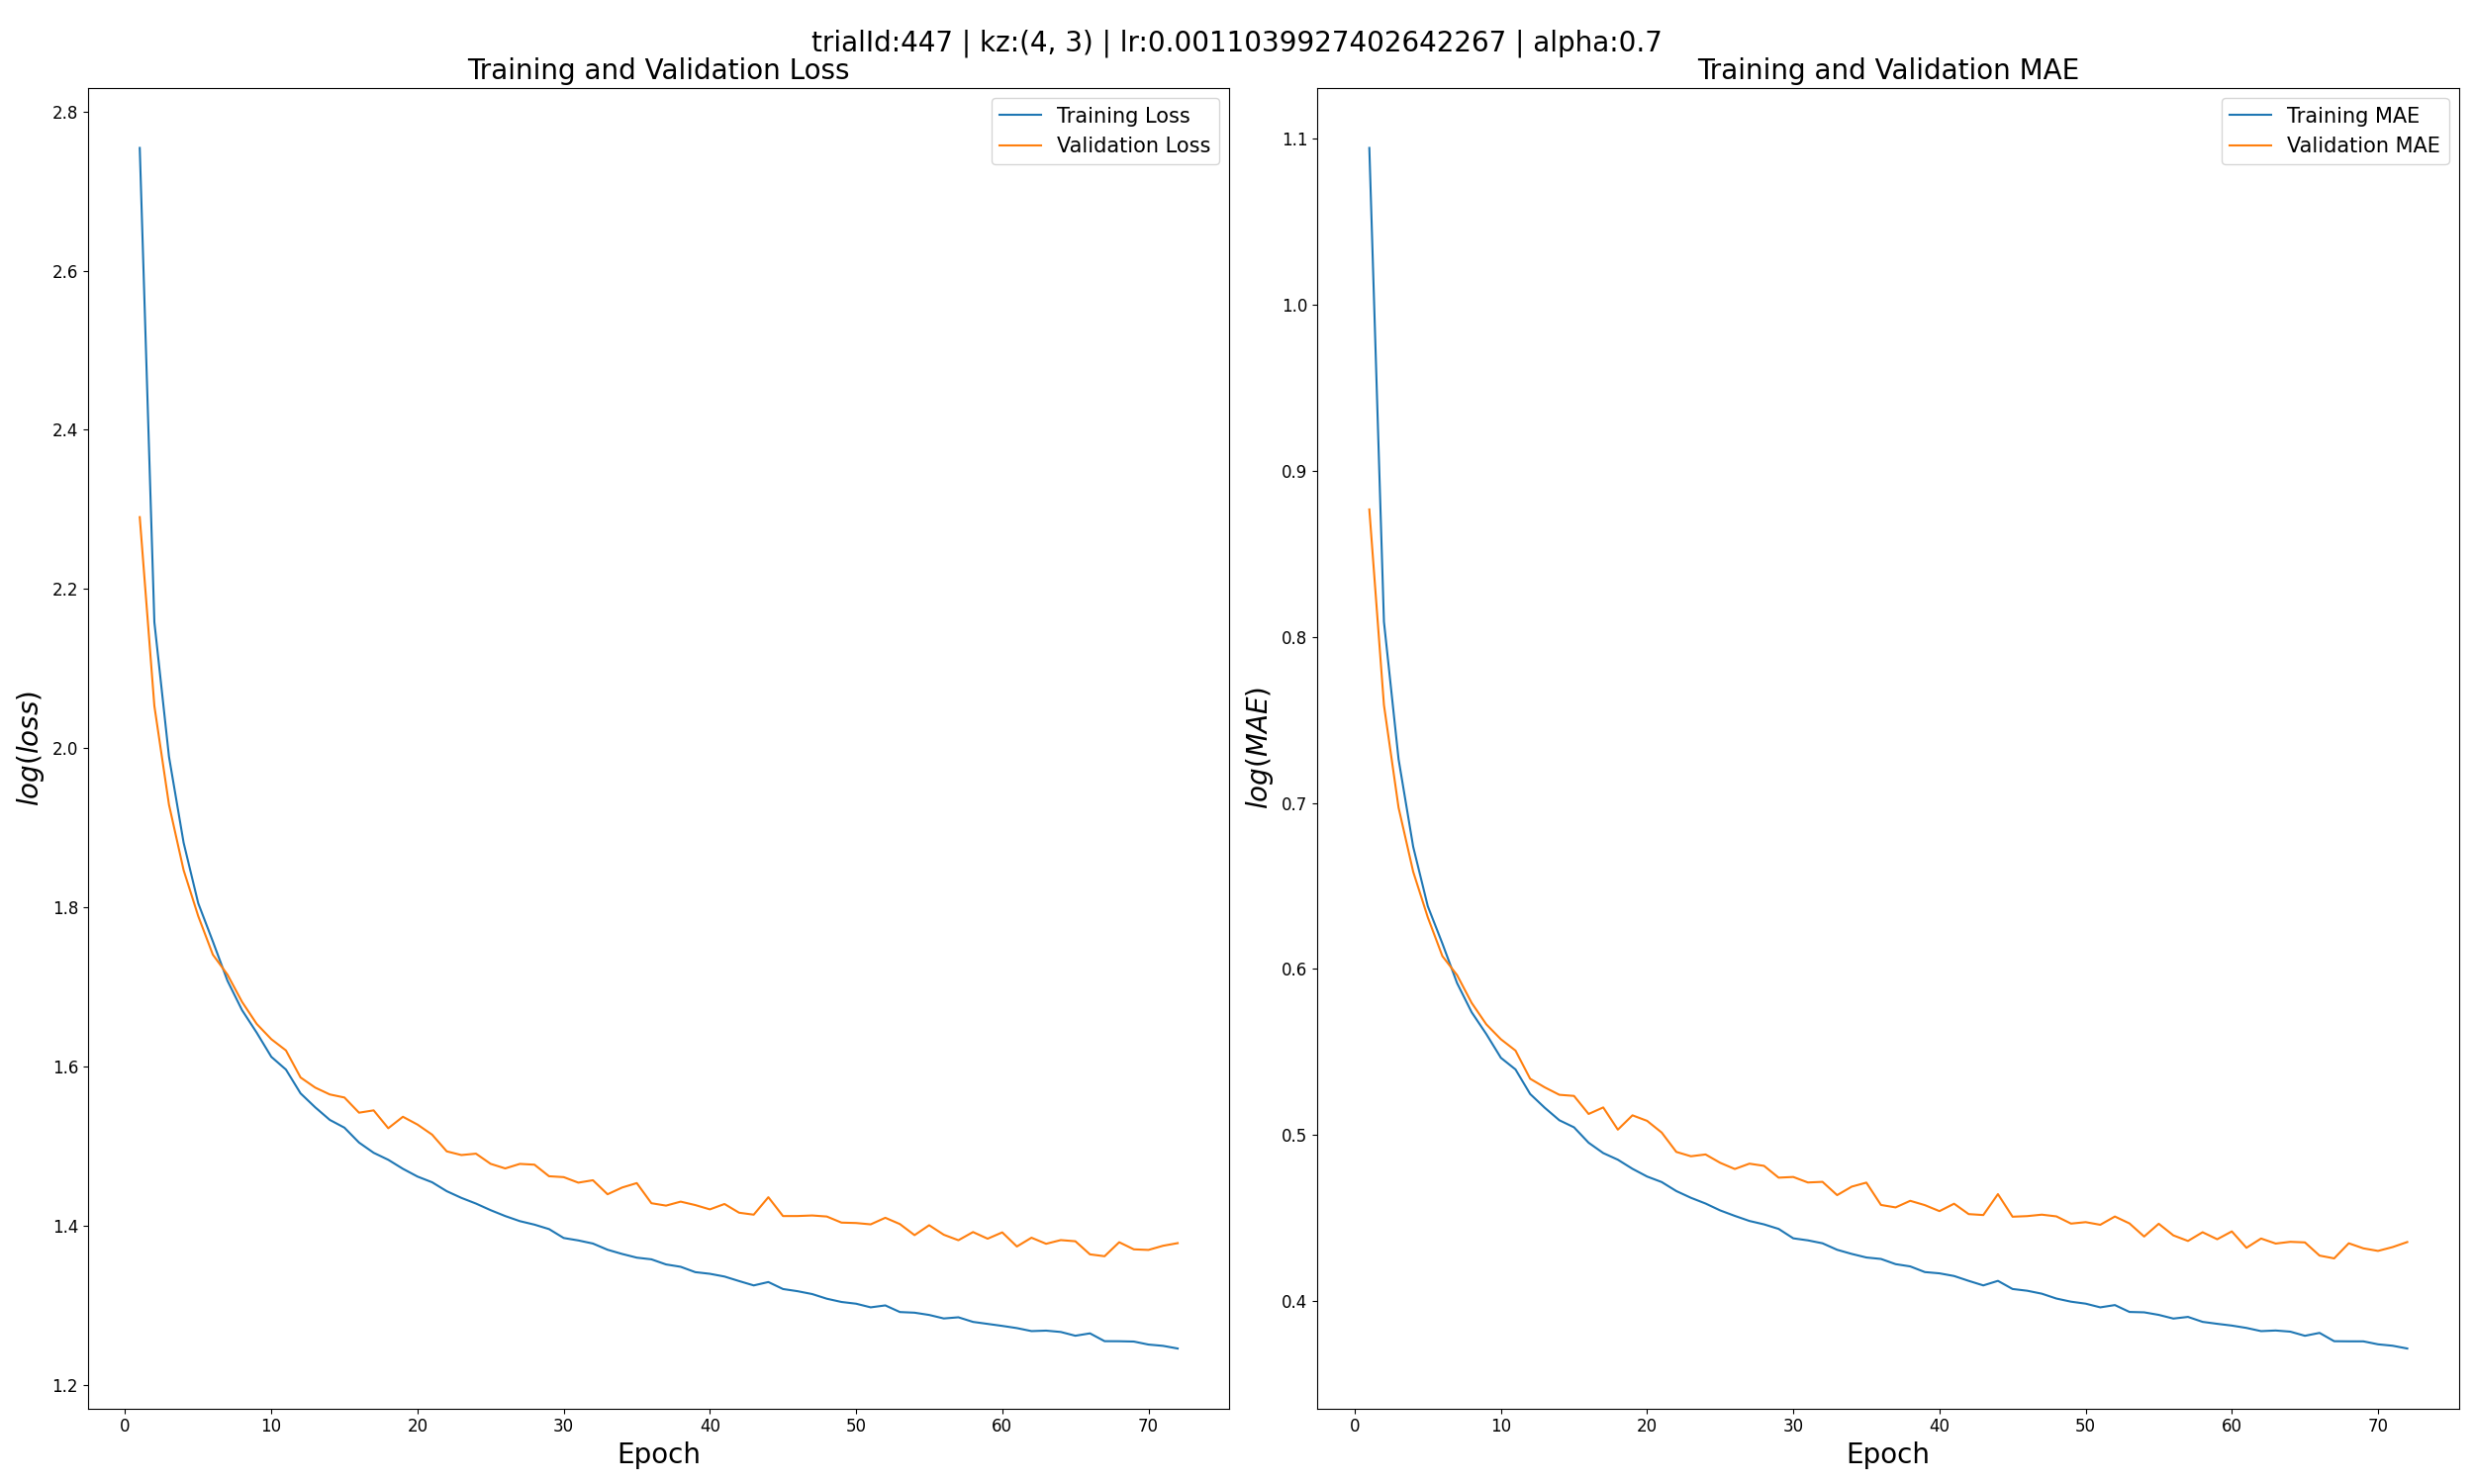 trialId:447 | kz:(4, 3) | lr:0.0011039927402642267 | alpha:0.7
Training and Validation Loss
Training Loss
Validation Loss
log(loss)
2.8
2.6
2.4
2.2
2.0
1.8
1.6
1.4
1.2
0 10 20 30 40 50 60 70
Epoch
Training and Validation MAE
Training MAE
Validation MAE
log(MAE)
1.1
1.0
0.9
0.8
0.7
0.6
0.5
0.4
0 10 20 30 40 50 60 70
Epoch